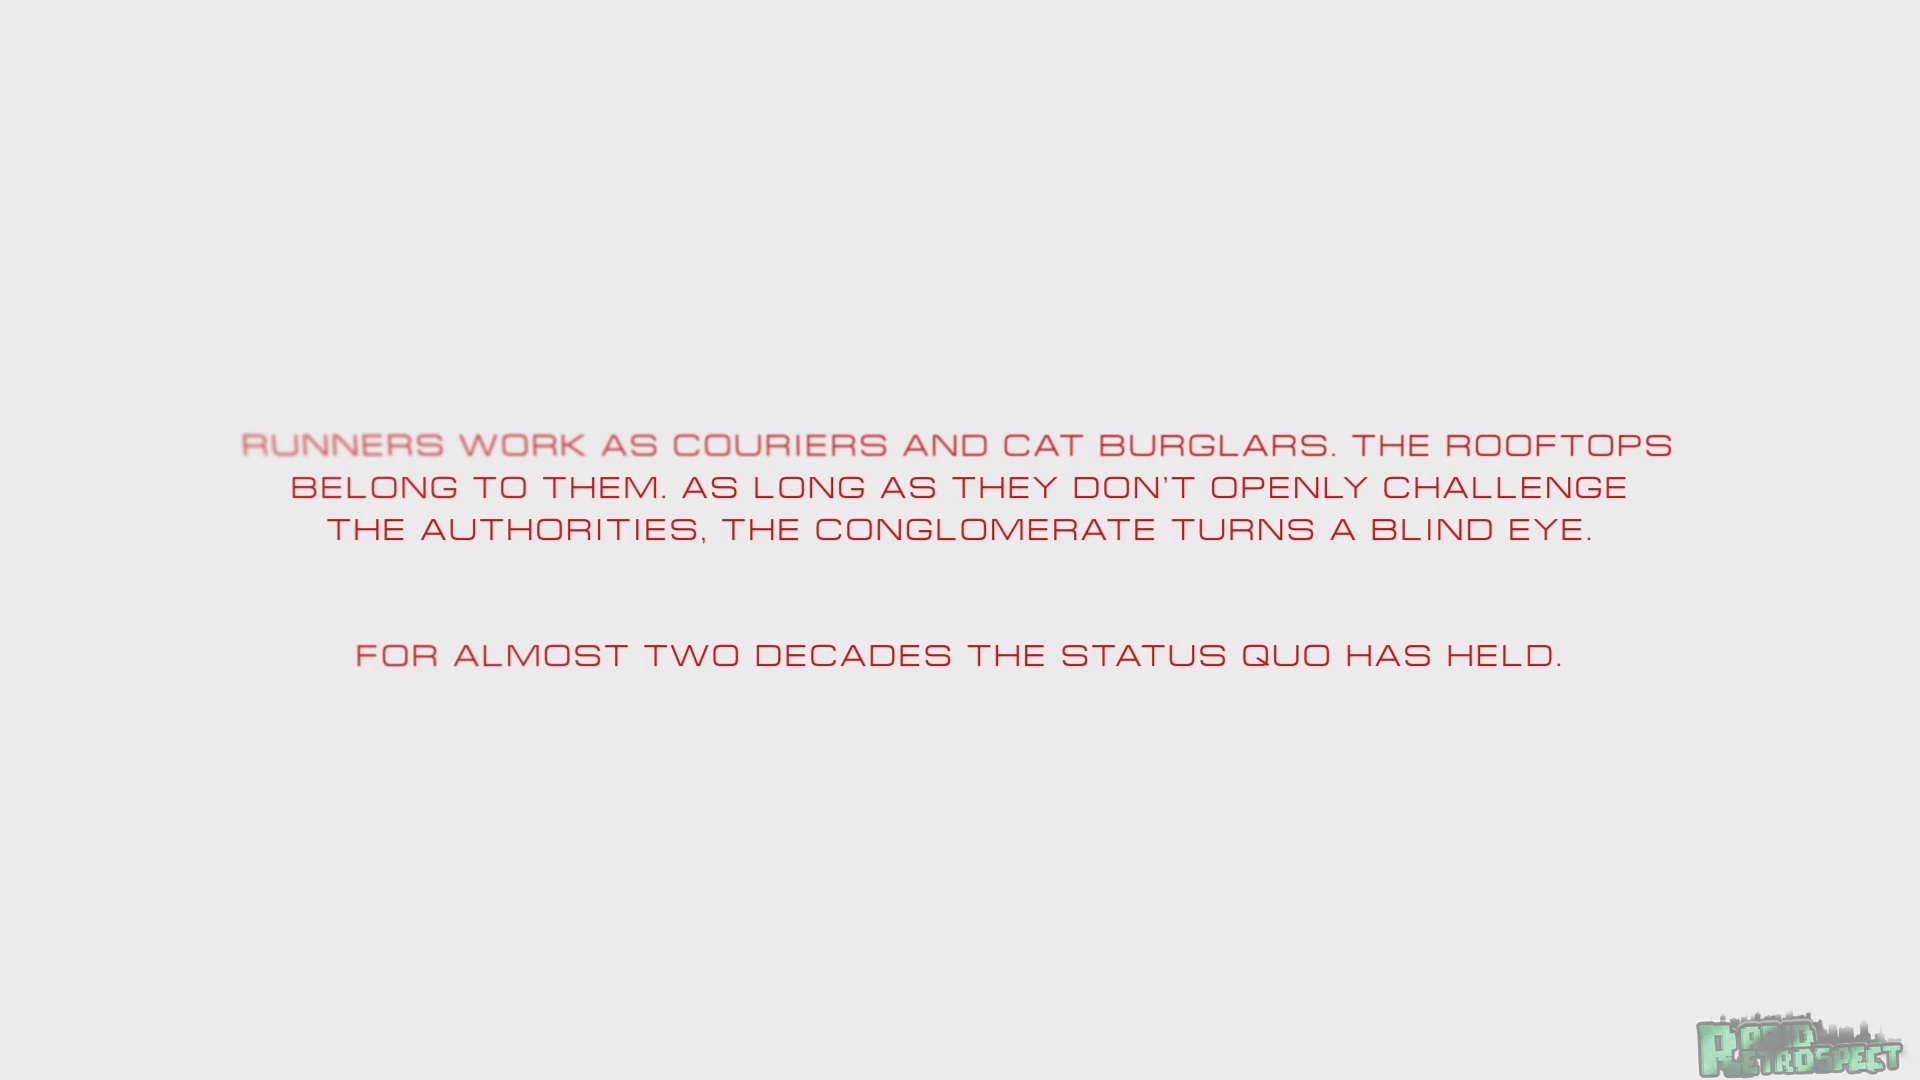 RUNNERS WORK AS COURIERS AND CAT BURGLARS. THE ROOFTOPS
BELONG TO THEM. AS LONG AS THEY DON'T OPENLY CHALLENGE
THE AUTHORITIES, THE CONGLOMERATE TURNS A BLIND EYE.
FOR ALMOST TWO DECADES THE STATUS QUO HAS HELD.
RAPID
RETROSPECT